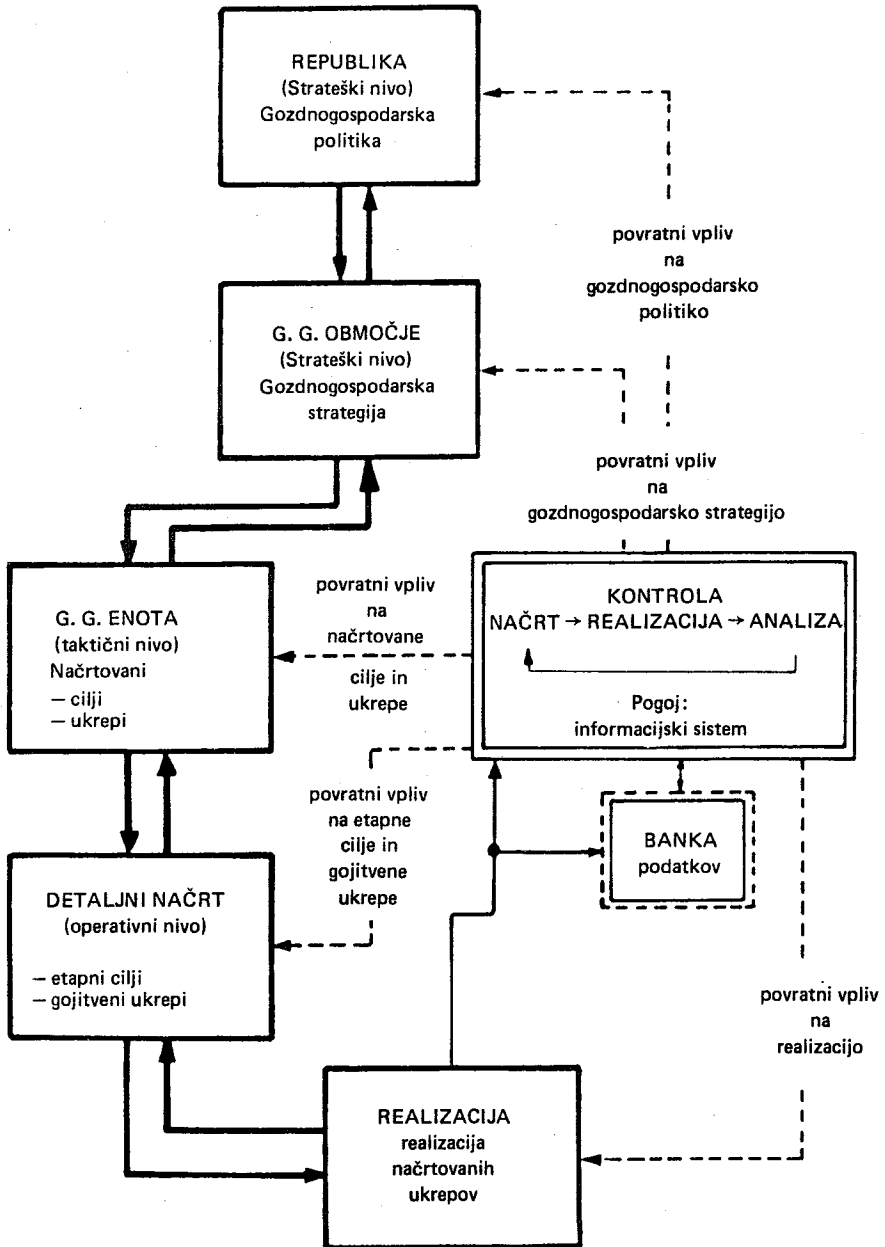 REPUBLIKA
(Strateški nivo)
Gozdnogospodarska
politika
povratni vpliv
na
gozdnogospodarsko
politiko
G. G. OBMOČJE
(Strateški nivo)
Gozdnogospodarska
strategija
povratni vpliv
na
gozdnogospodarsko strategijo
G. G. ENOTA
(taktični nivo)
Načrtovani
— cilji
— ukrepi
povratni vpliv
na
načrtovane
cilje in
ukrepe
KONTROLA
NAČRT → REALIZACIJA → ANALIZA
Pogoj:
informacijski sistem
povratni vpliv
na etapne
cilje in
gojitvene
ukrepe
BANKA
podatkov
DETALJNI NAČRT
(operativni nivo)
— etapni cilji
— gojitveni ukrepi
povratni vpliv
na
realizacijo
REALIZACIJA
realizacija
načrtovanih
ukrepov